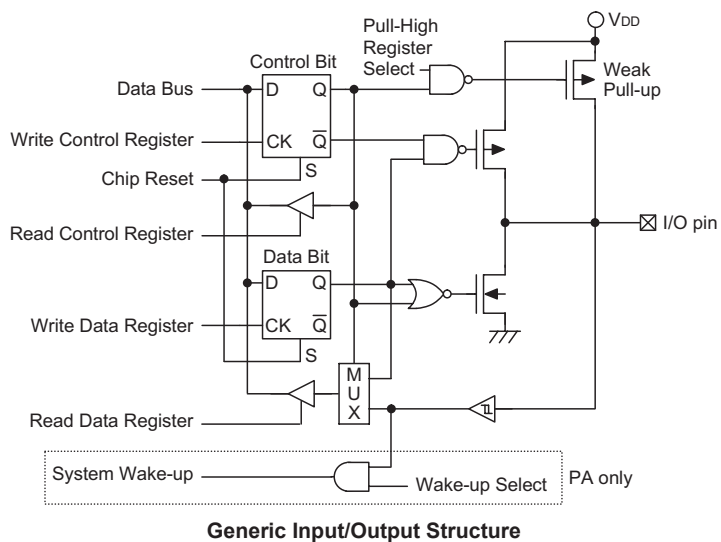 VDD
Pull-High
Register
Select
Weak
Pull-up
Control Bit
Data Bus
D
Q
Write Control Register
CK
Q
Chip Reset
S
I/O pin
Read Control Register
Data Bit
D
Q
Write Data Register
CK
Q
S
M
U
X
Read Data Register
System Wake-up
Wake-up Select
PA only
Generic Input/Output Structure